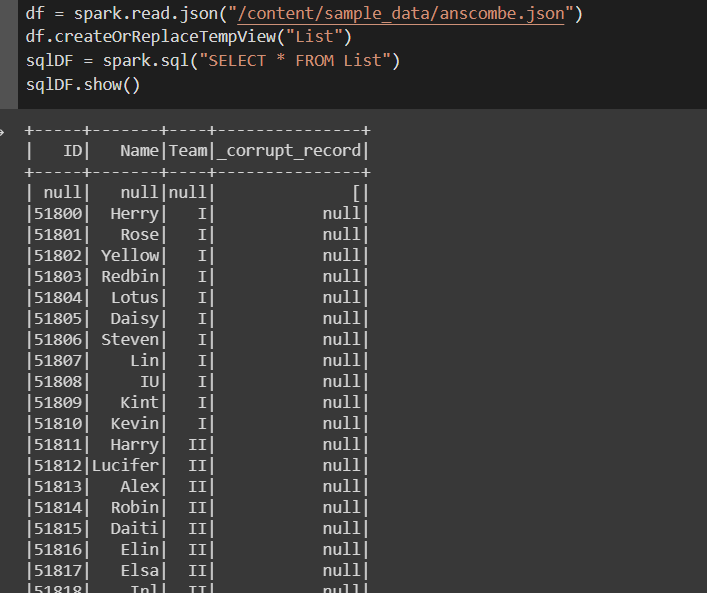 df = spark.read.json("/content/sample_data/anscombe.json")
df.createOrReplaceTempView("List")
sqlDF = spark.sql("SELECT * FROM List")
sqlDF.show()
+-----+-------+----+---------------+
|   ID|   Name|Team|_corrupt_record|
+-----+-------+----+---------------+
| null|   null|null|              [|
|51800|  Herry|   I|           null|
|51801|   Rose|   I|           null|
|51802| Yellow|   I|           null|
|51803| Redbin|   I|           null|
|51804|  Lotus|   I|           null|
|51805|  Daisy|   I|           null|
|51806| Steven|   I|           null|
|51807|    Lin|   I|           null|
|51808|     IU|   I|           null|
|51809|   Kint|   I|           null|
|51810|  Kevin|   I|           null|
|51811|  Harry|  II|           null|
|51812|Lucifer|  II|           null|
|51813|   Alex|  II|           null|
|51814|  Robin|  II|           null|
|51815|  Daiti|  II|           null|
|51816|   Elin|  II|           null|
|51817|   Elsa|  II|           null|
|51818|       |  II|           null|